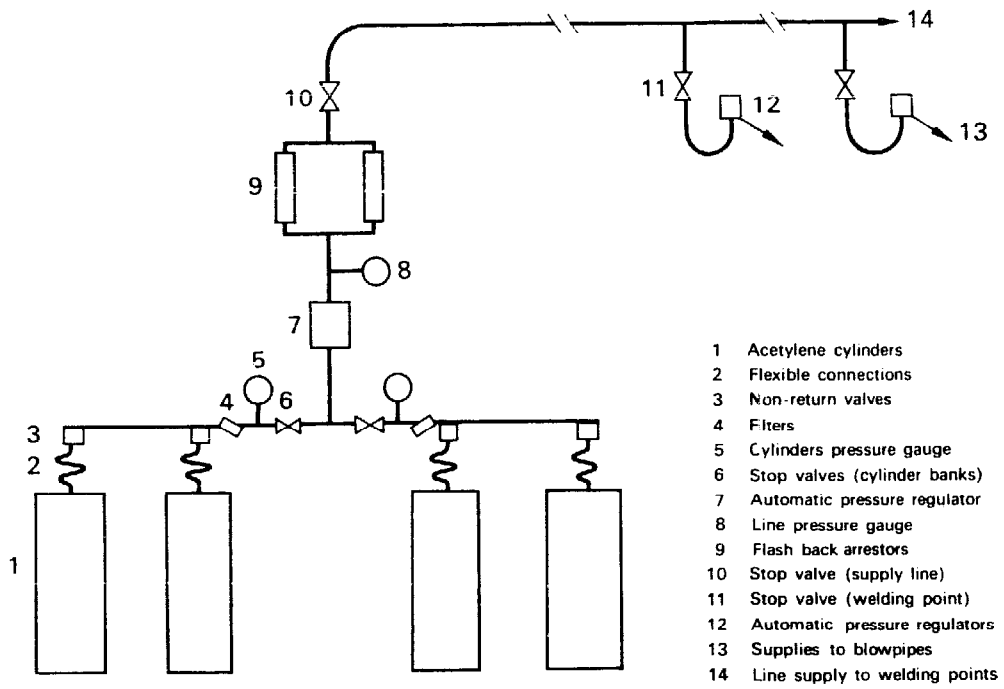 14
11
12
13
10
9
8
7
5
4
6
3
2
1
1 Acetylene cylinders
2 Flexible connections
3 Non-return valves
4 Filters
5 Cylinders pressure gauge
6 Stop valves (cylinder banks)
7 Automatic pressure regulator
8 Line pressure gauge
9 Flash back arrestors
10 Stop valve (supply line)
11 Stop valve (welding point)
12 Automatic pressure regulators
13 Supplies to blowpipes
14 Line supply to welding points